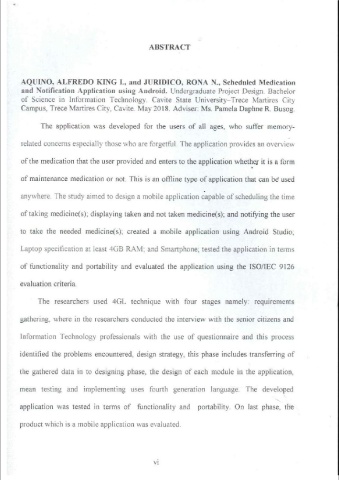 ABSTRACT
AQUINO, ALFREDO KING I., and JURIDICO, RONA N., Scheduled Medication
and Notification Application using Android. Undergraduate Project Design. Bachelor
of Science in Information Technology. Cavite State University–Trece Martires City
Campus, Trece Martires City, Cavite. May 2018. Adviser: Ms. Pamela Daphne R. Busog.
The application was developed for the users of all ages, who suffer memory-
related concerns especially those who are forgetful. The application provides an overview
of the medication that the user provided and enters to the application whether it is a form
of maintenance medication or not. This is an offline type of application that can be used
anywhere. The study aimed to design a mobile application capable of scheduling the time
of taking medicine(s); displaying taken and not taken medicine(s); and notifying the user
to take the needed medicine(s); created a mobile application using Android Studio;
Laptop specification at least 4GB RAM; and Smartphone; tested the application in terms
of functionality and portability and evaluated the application using the ISO/IEC 9126
evaluation criteria.
The researchers used 4GL technique with four stages namely: requirements
gathering, where in the researchers conducted the interview with the senior citizens and
Information Technology professionals with the use of questionnaire and this process
identified the problems encountered, design strategy, this phase includes transferring of
the gathered data in to designing phase, the design of each module in the application,
mean testing and implementing uses fourth generation language. The developed
application was tested in terms of functionality and portability. On last phase, the
product which is a mobile application was evaluated.
vi